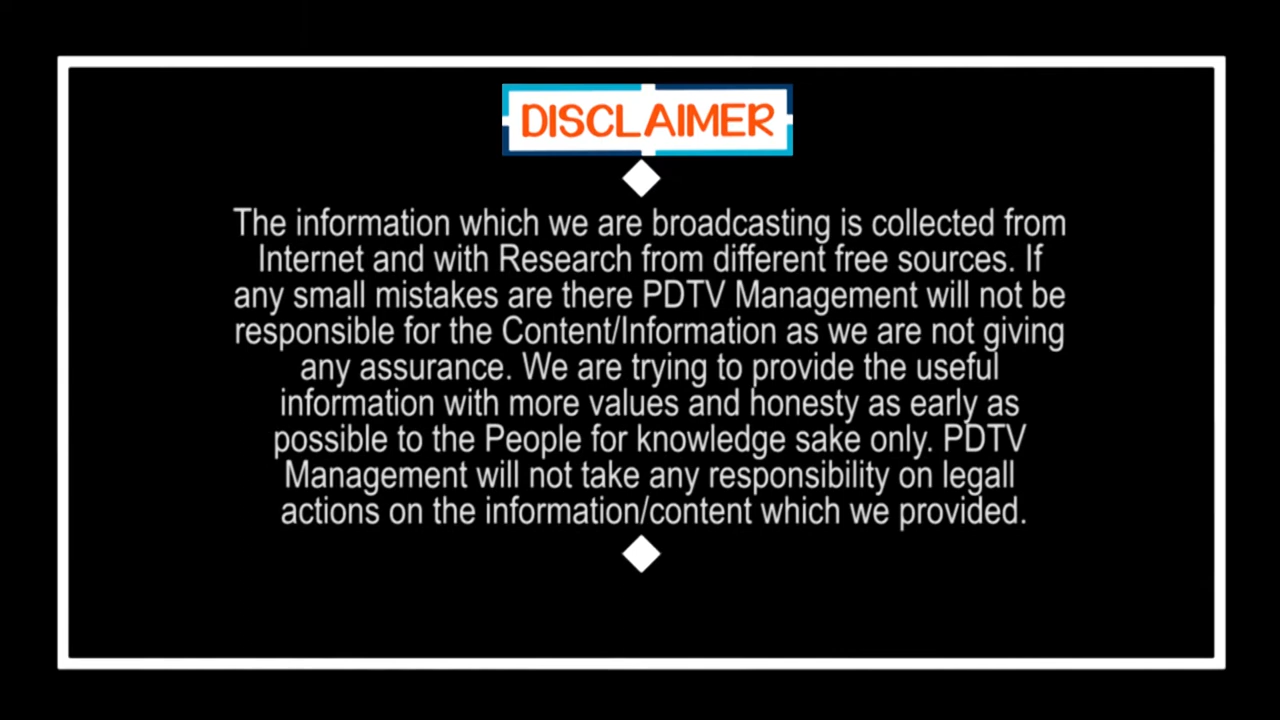 DISCLAIMER
The information which we are broadcasting is collected from
Internet and with Research from different free sources. If
any small mistakes are there PDTV Management will not be
responsible for the Content/Information as we are not giving
any assurance. We are trying to provide the useful
information with more values and honesty as early as
possible to the People for knowledge sake only. PDTV
Management will not take any responsibility on legall
actions on the information/content which we provided.